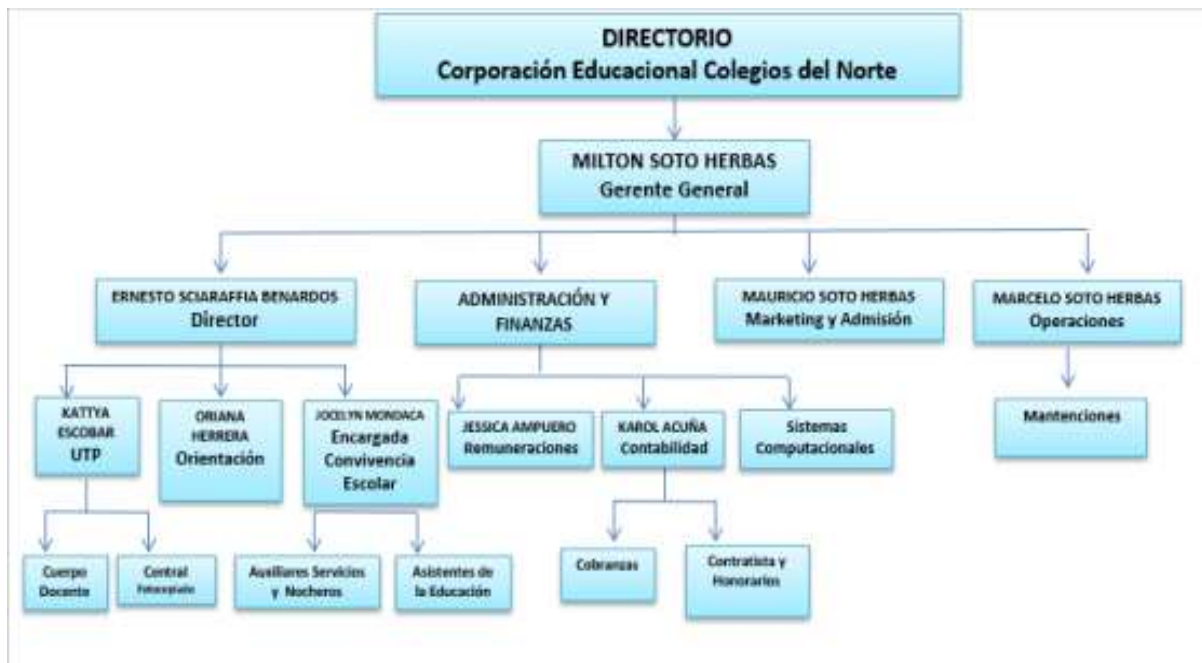 DIRECTORIO
Corporación Educacional Colegios del Norte
MILTON SOTO HERBAS
Gerente General
ERNESTO SCIARAFFIA BENARDOS
Director
ADMINISTRACIÓN Y
FINANZAS
MAURICIO SOTO HERBAS
Marketing y Admisión
MARCELO SOTO HERBAS
Operaciones
KATTYA
ESCOBAR
UTP
ORIANA
HERRERA
Orientación
JOCELYN MONDACA
Encargada
Convivencia
Escolar
JESSICA AMPUERO
Remuneraciones
KAROL ACUÑA
Contabilidad
Sistemas
Computacionales
Mantenciones
Cuerpo
Docente
Central
Auxiliares Servicios
y Nocheros
Asistentes de
la Educación
Cobranzas
Contratista y
Honorarios